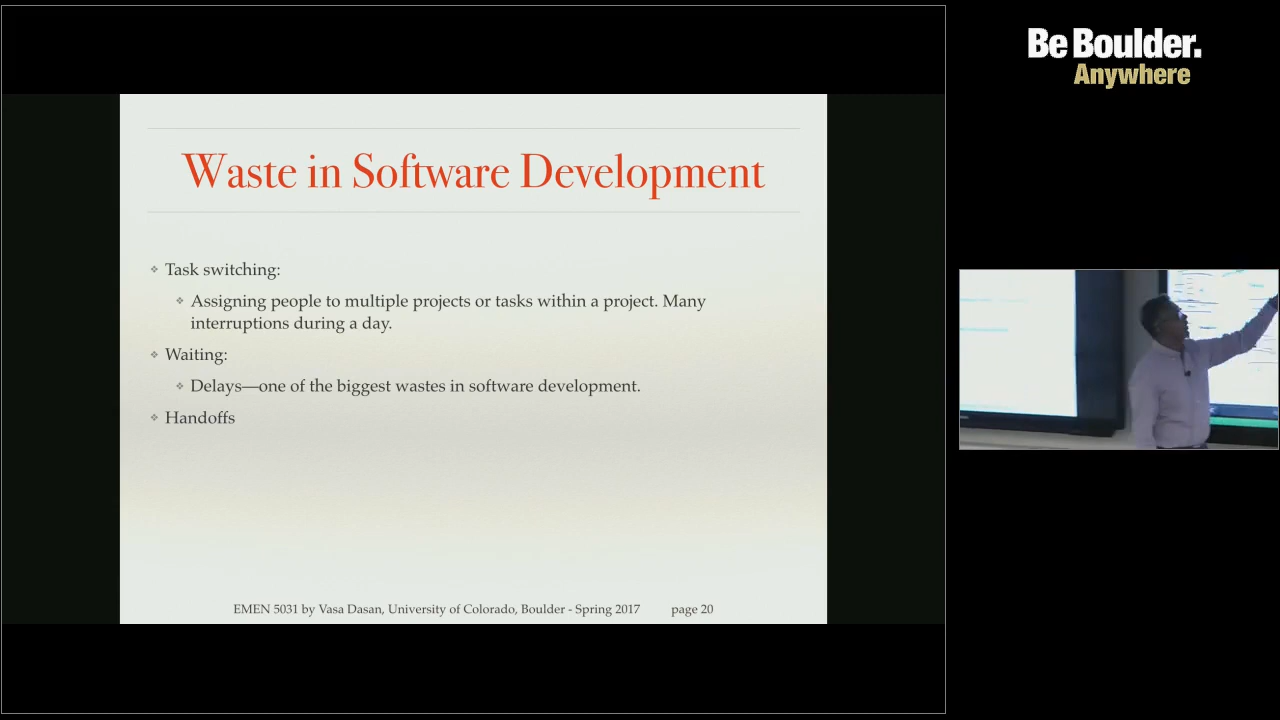 Be Boulder.
Anywhere
Waste in Software Development
❖ Task switching:
❖ Assigning people to multiple projects or tasks within a project. Many
interruptions during a day.
❖ Waiting:
❖ Delays—one of the biggest wastes in software development.
❖ Handoffs
EMEN 5031 by Vasa Dasan, University of Colorado, Boulder - Spring 2017 page 20